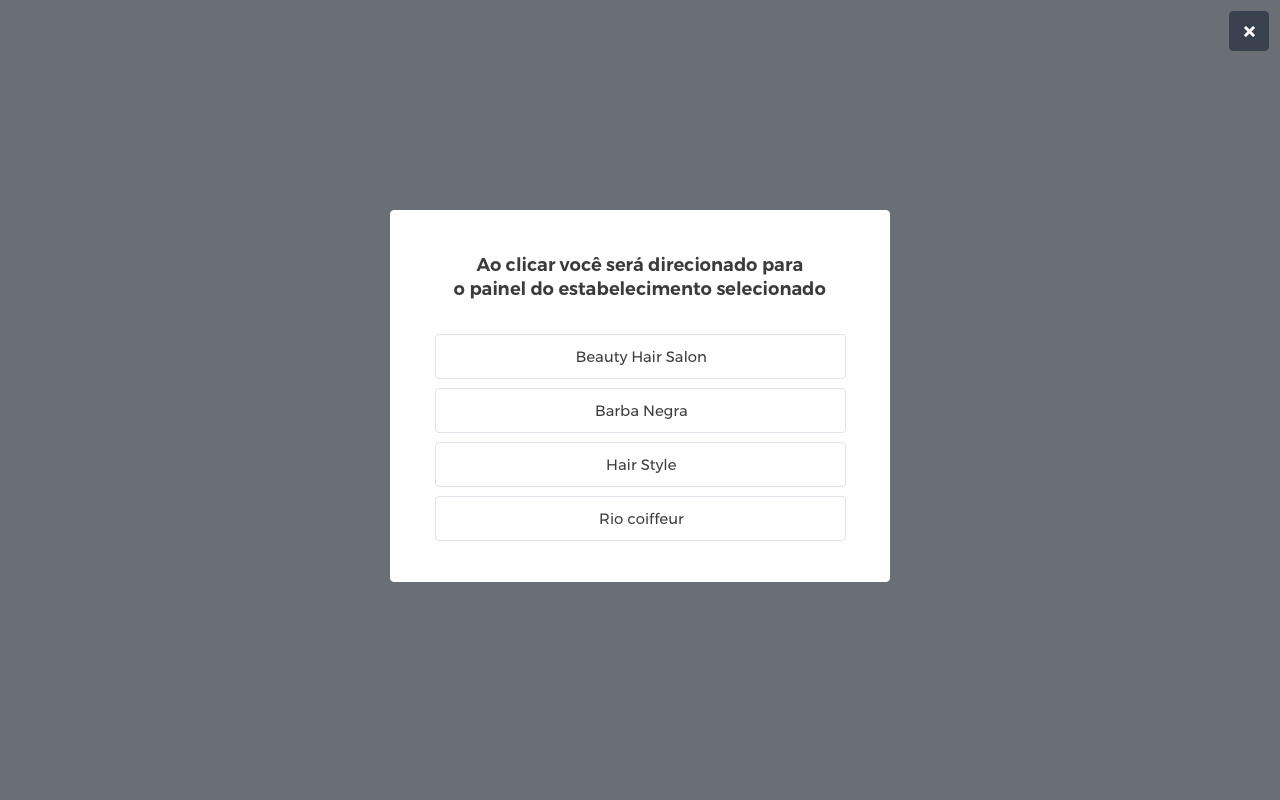 Ao clicar você será direcionado para
o painel do estabelecimento selecionado
Beauty Hair Salon
Barba Negra
Hair Style
Rio coiffeur